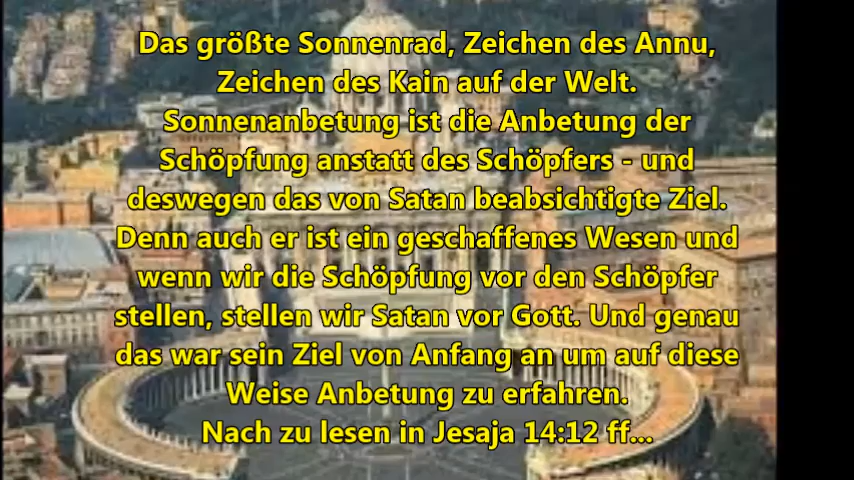 Das größte Sonnenrad, Zeichen des Annu,
Zeichen des Kain auf der Welt.
Sonnenanbetung ist die Anbetung der
Schöpfung anstatt des Schöpfers - und
deswegen das von Satan beabsichtigte Ziel.
Denn auch er ist ein geschaffenes Wesen und
wenn wir die Schöpfung vor den Schöpfer
stellen, stellen wir Satan vor Gott. Und genau
das war sein Ziel von Anfang an um auf diese
Weise Anbetung zu erfahren.
Nach zu lesen in Jesaja 14:12 ff...